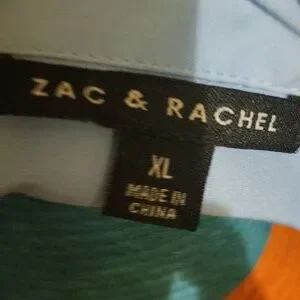 ZAC & RACHEL
XL
MADE IN
CHINA